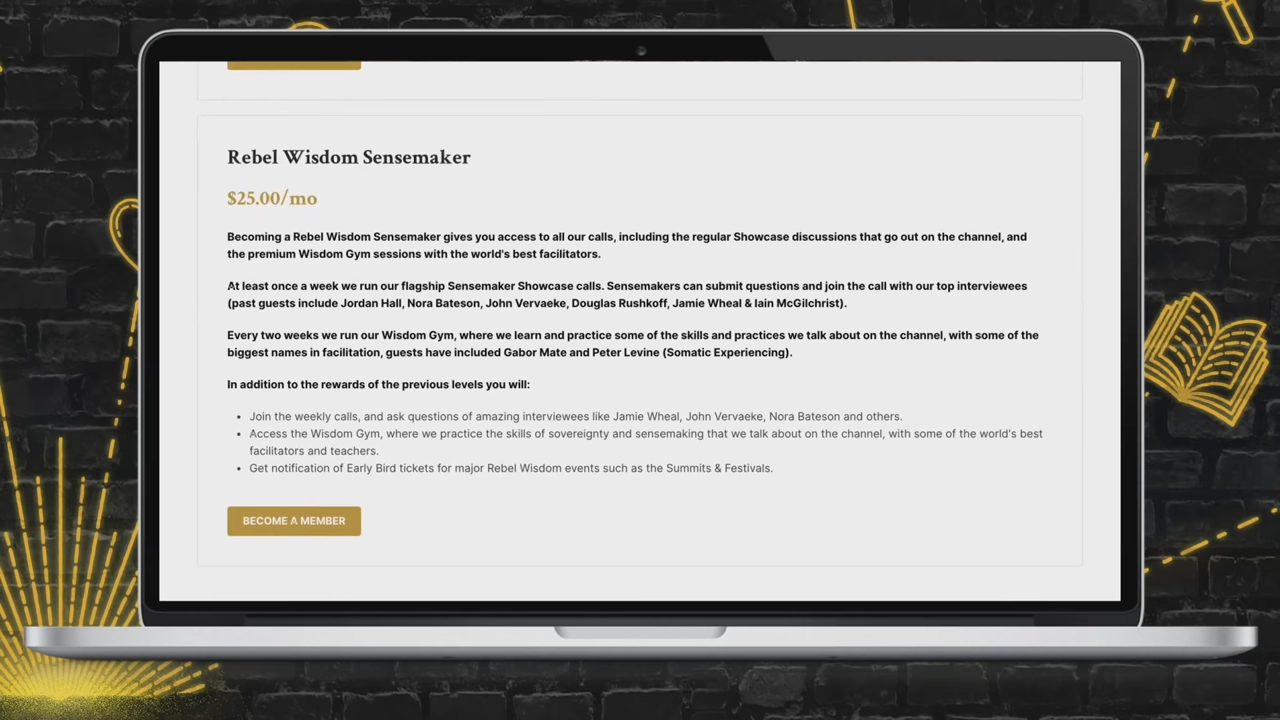 Rebel Wisdom Sensemaker
$25.00/mo
Becoming a Rebel Wisdom Sensemaker gives you access to all our calls, including the regular Showcase discussions that go out on the channel, and
the premium Wisdom Gym sessions with the world's best facilitators.
At least once a week we run our flagship Sensemaker Showcase calls. Sensemakers can submit questions and join the call with our top interviewees
(past guests include Jordan Hall, Nora Bateson, John Vervaeke, Douglas Rushkoff, Jamie Wheal & Iain McGilchrist).
Every two weeks we run our Wisdom Gym, where we learn and practice some of the skills and practices we talk about on the channel, with some of the
biggest names in facilitation, guests have included Gabor Mate and Peter Levine (Somatic Experiencing).
In addition to the rewards of the previous levels you will:
• Join the weekly calls, and ask questions of amazing interviewees like Jamie Wheal, John Vervaeke, Nora Bateson and others.
• Access the Wisdom Gym, where we practice the skills of sovereignty and sensemaking that we talk about on the channel, with some of the world's best
facilitators and teachers.
• Get notification of Early Bird tickets for major Rebel Wisdom events such as the Summits & Festivals.
BECOME A MEMBER